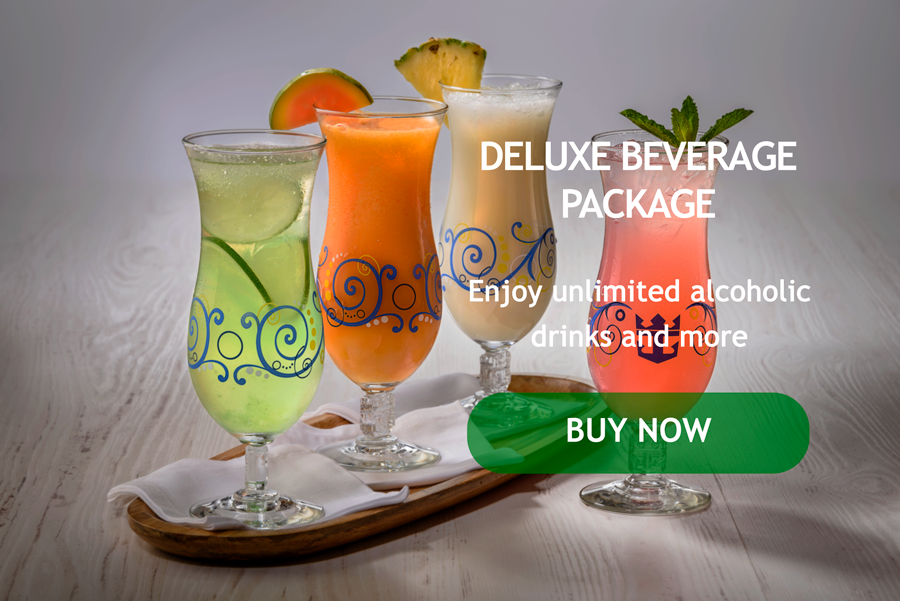 DELUXE BEVERAGE
PACKAGE
Enjoy unlimited alcoholic
drinks and more
BUY NOW